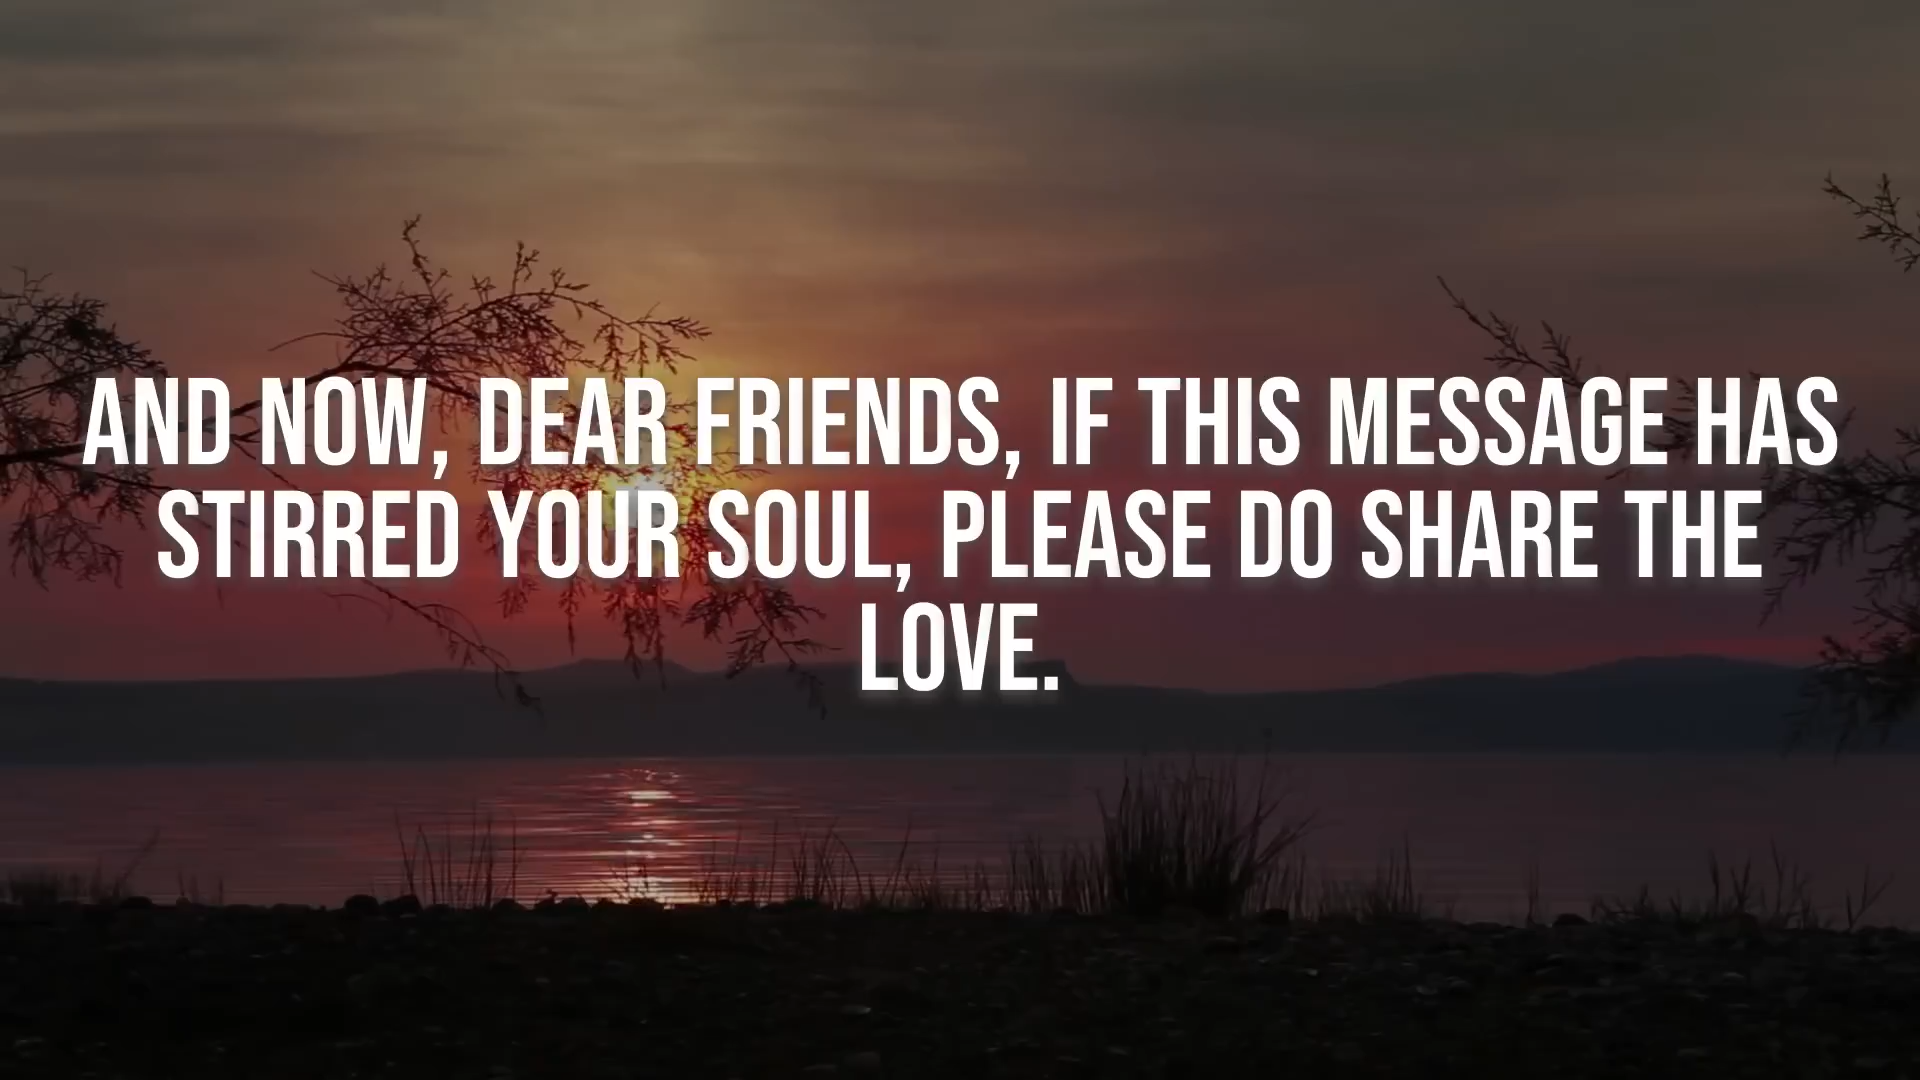 AND NOW, DEAR FRIENDS, IF THIS MESSAGE HAS
STIRRED YOUR SOUL, PLEASE DO SHARE THE
LOVE.